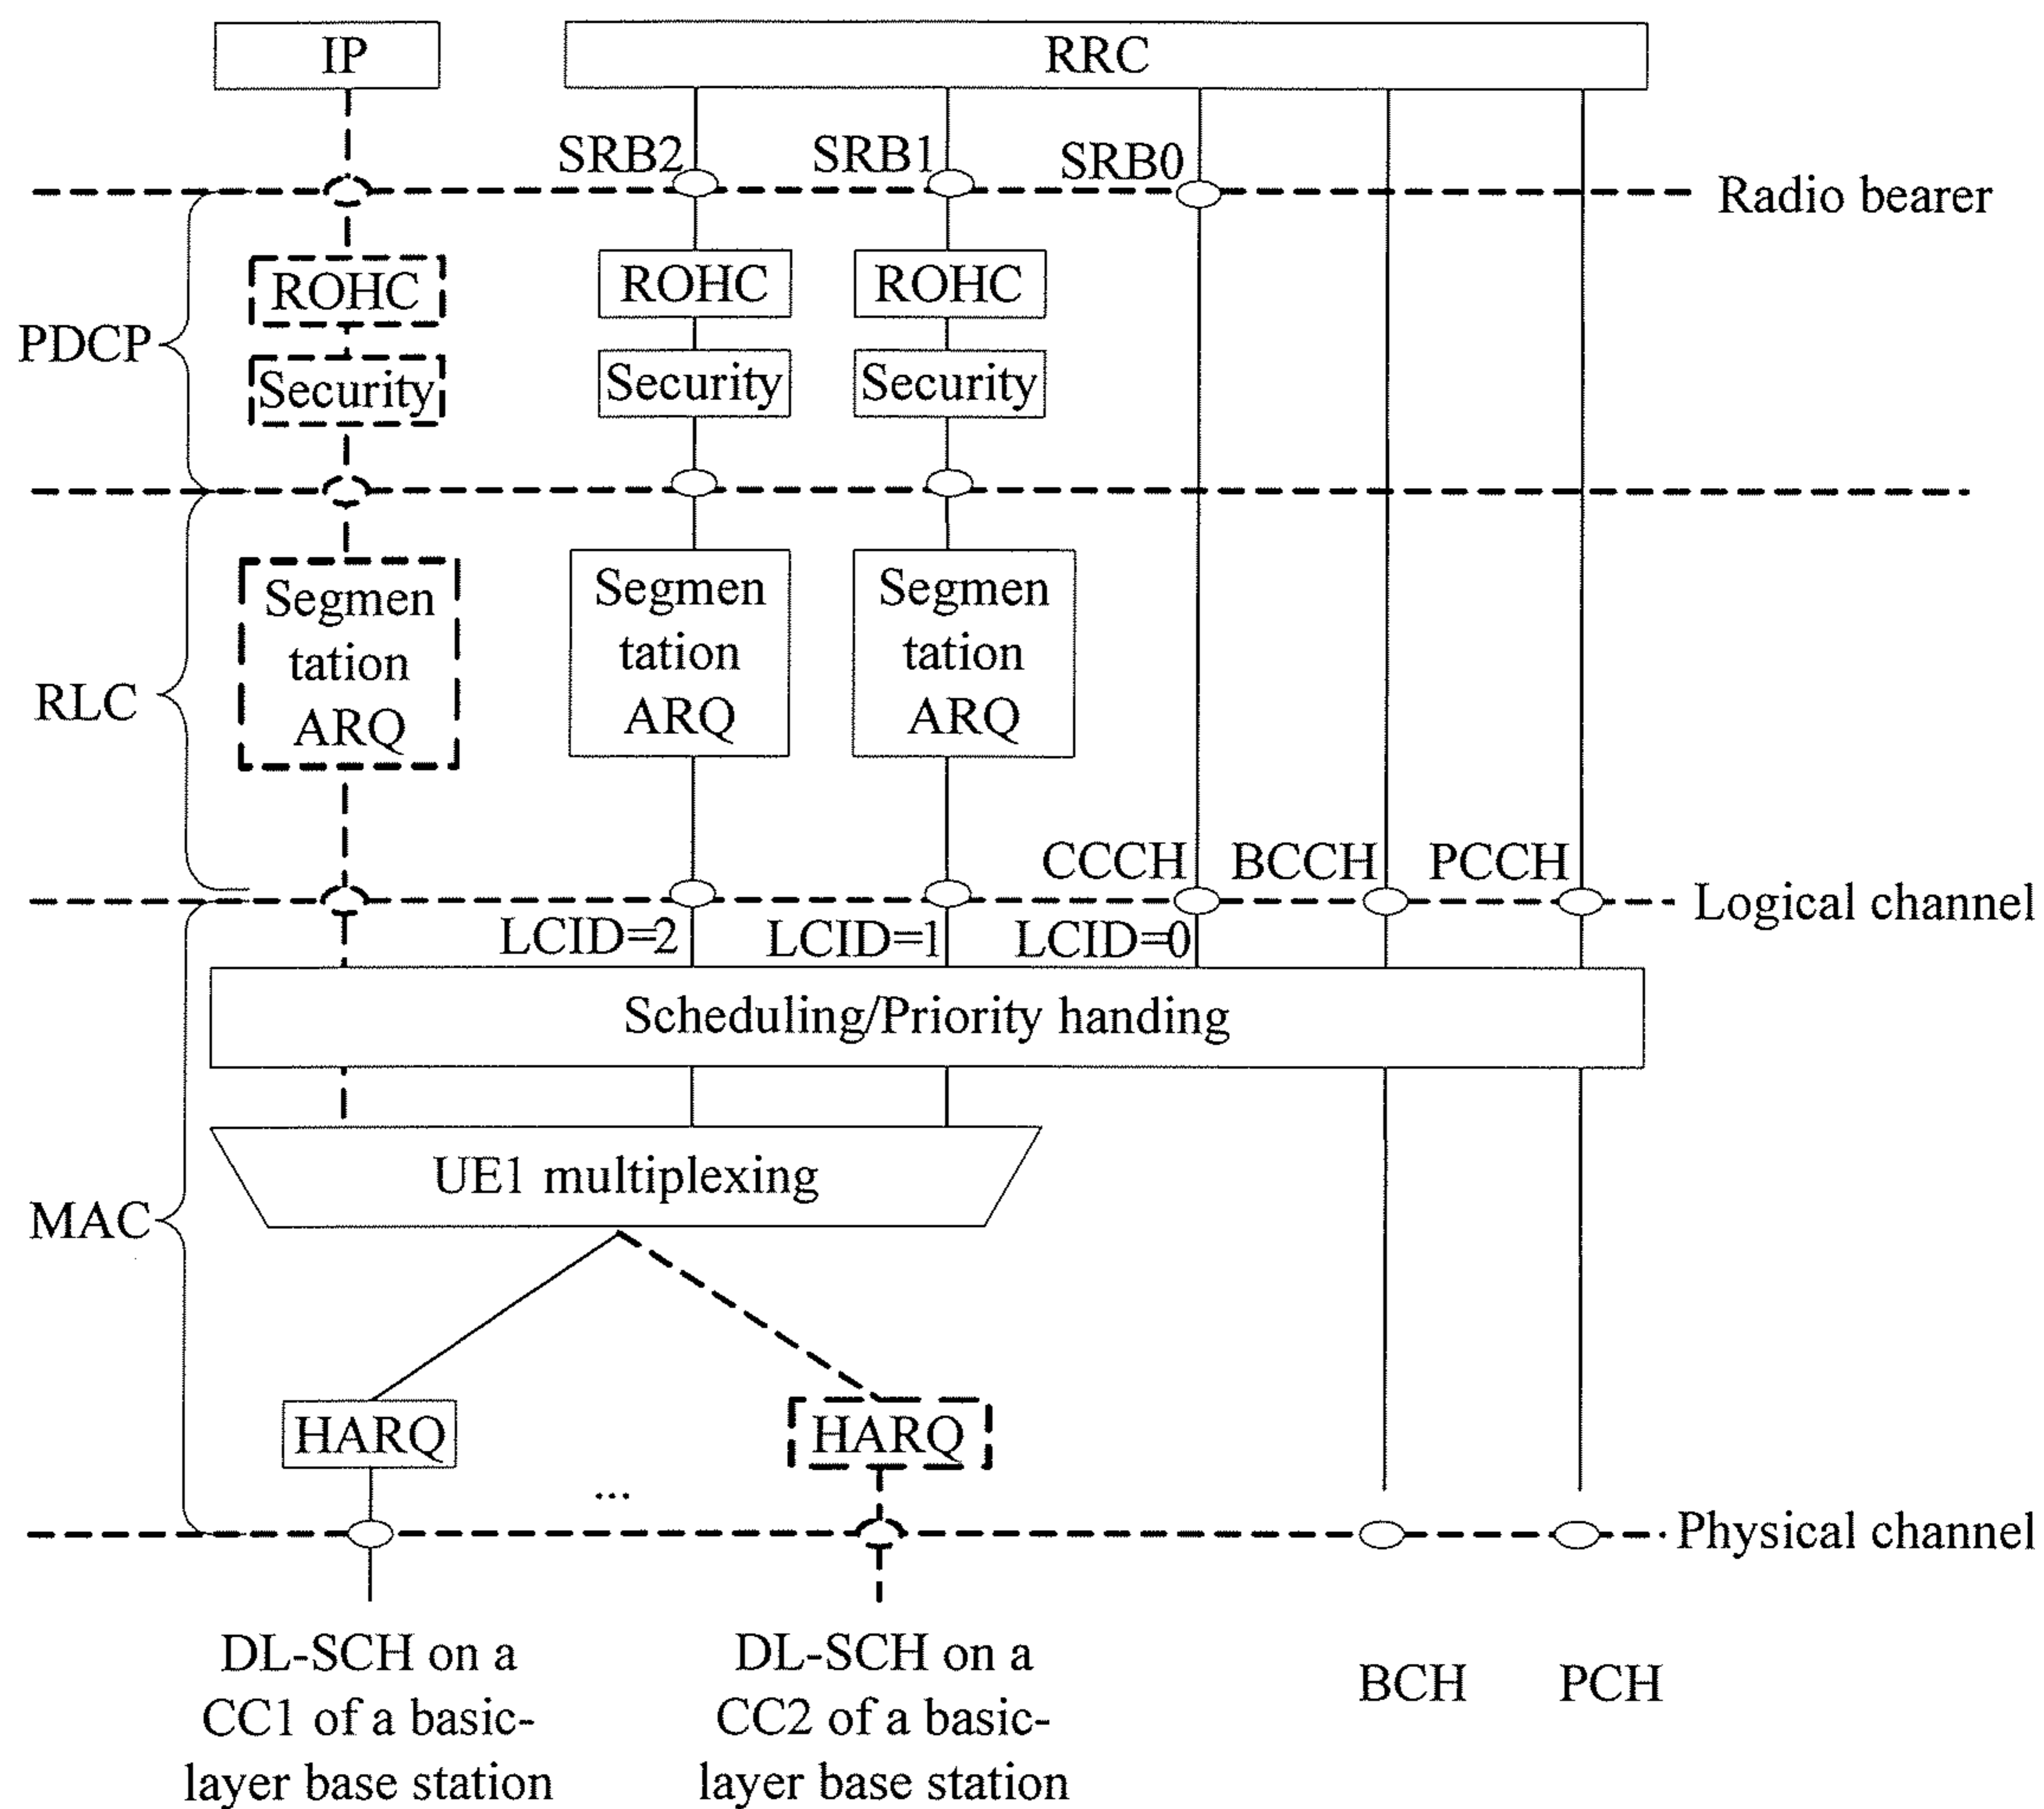 IP
RRC
SRB2
SRB1
SRB0
Radio bearer
ROHC
ROHC
ROHC
PDCP
Security
Security
Security
Segmen
tation
ARQ
Segmen
tation
ARQ
Segmen
tation
ARQ
RLC
CCCH
BCCH
PCCH
Logical channel
LCID=2
LCID=1
LCID=0
Scheduling/Priority handing
UE1 multiplexing
MAC
HARQ
HARQ
...
Physical channel
DL-SCH on a
CC1 of a basic-
layer base station
DL-SCH on a
CC2 of a basic-
layer base station
BCH
PCH